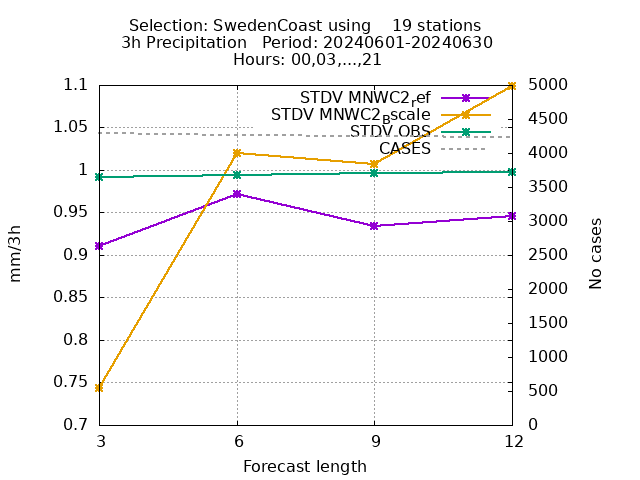 Selection: SwedenCoast using    19 stations
3h Precipitation   Period: 20240601-20240630
Hours: 00,03,...,21
STDV MNWC2ref
STDV MNWC2Bscale
STDV OBS
CASES
1.1
1.05
1
0.95
0.9
0.85
0.8
0.75
0.7
5000
4500
4000
3500
3000
2500
2000
1500
1000
500
0
mm/3h
No cases
3 6 9 12
Forecast length